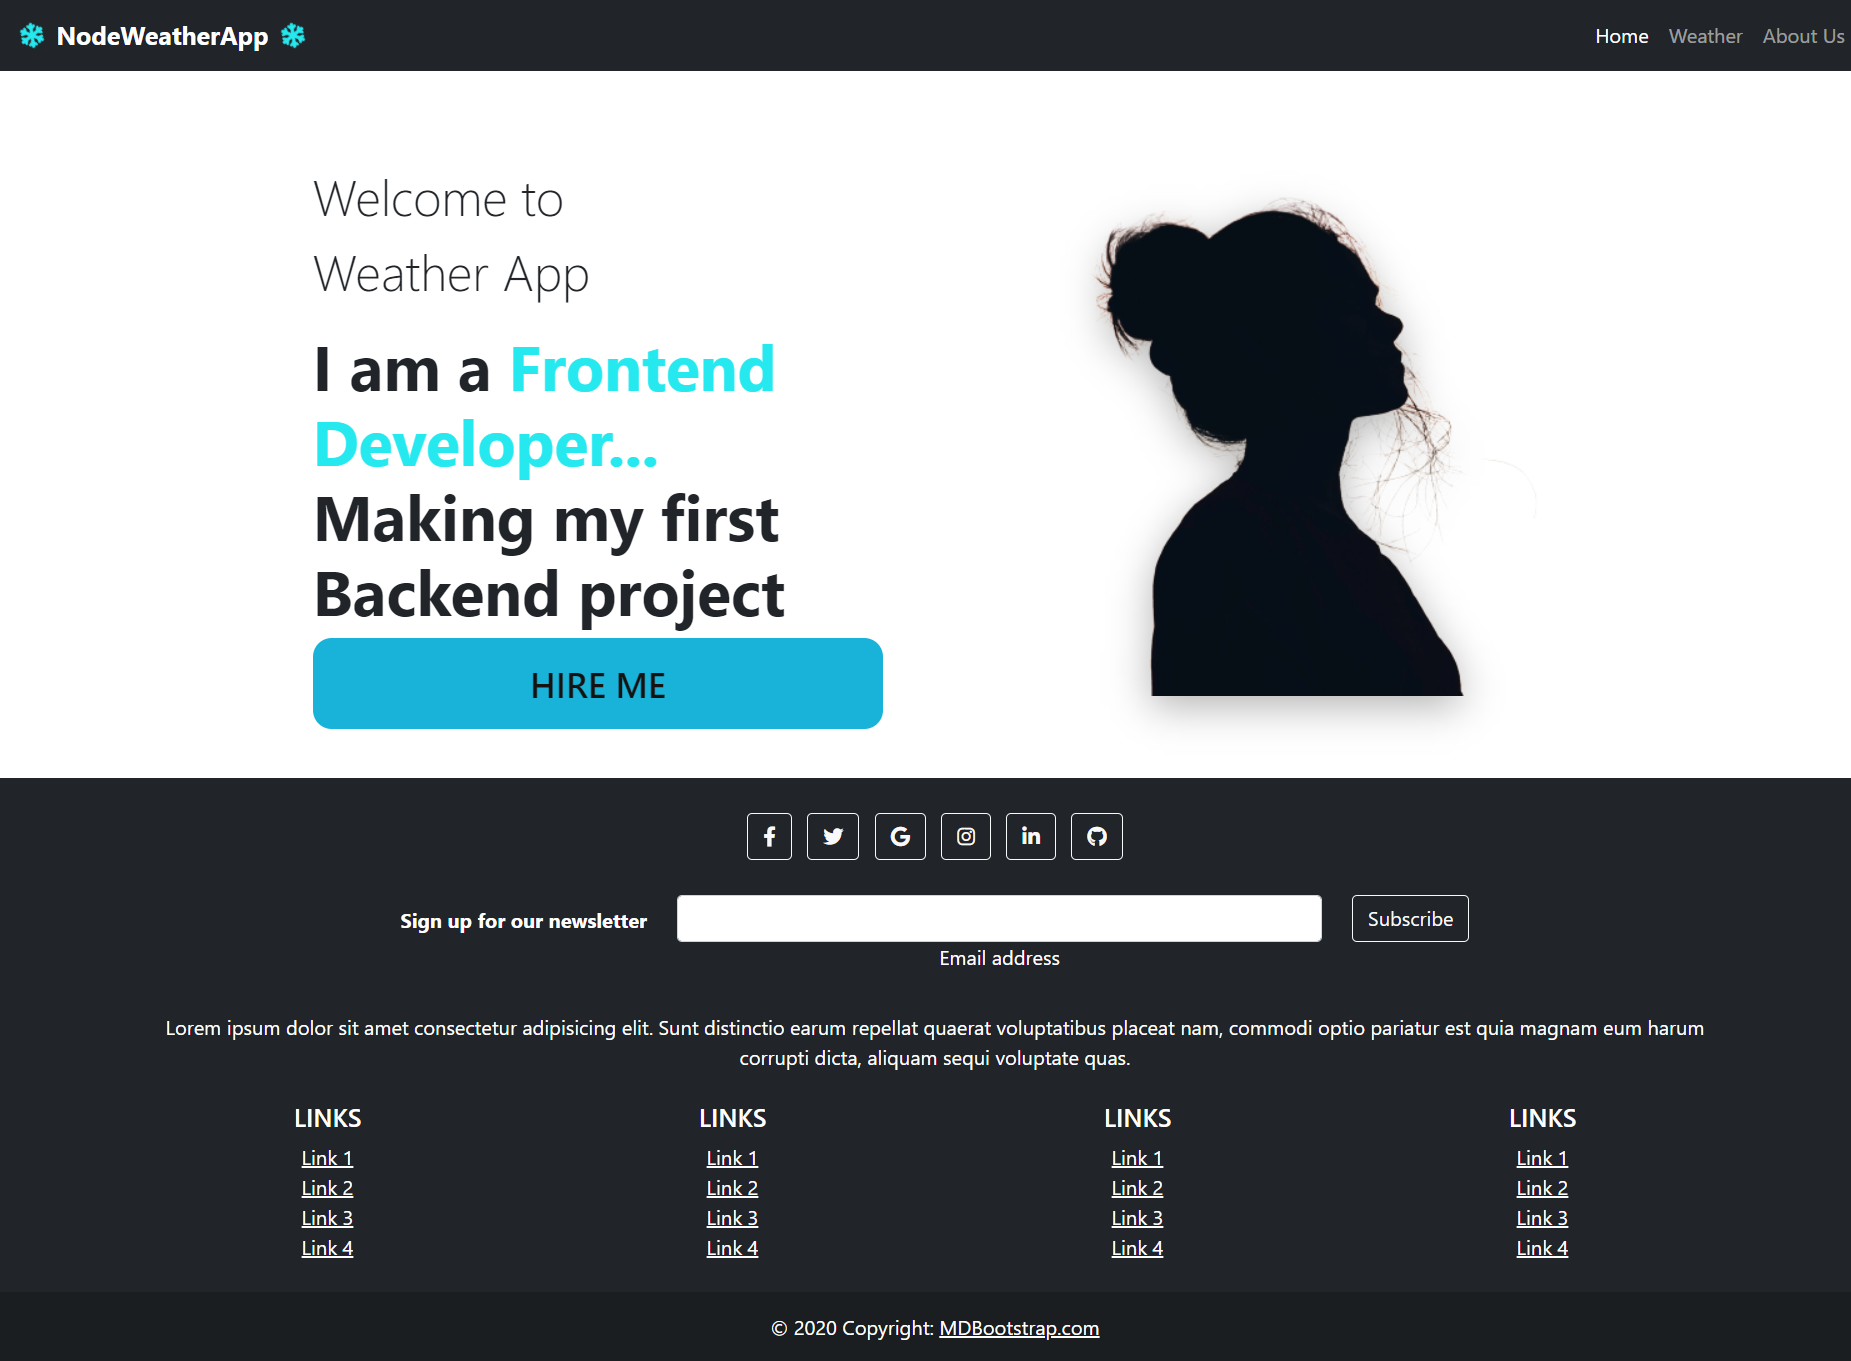 NodeWeatherApp
Home Weather About Us
Welcome to
Weather App
I am a Frontend
Developer...
Making my first
Backend project
HIRE ME
Sign up for our newsletter
Subscribe
Email address
Lorem ipsum dolor sit amet consectetur adipisicing elit. Sunt distinctio earum repellat quaerat voluptatibus placeat nam, commodi optio pariatur est quia magnam eum harum
corrupti dicta, aliquam sequi voluptate quas.
LINKS
Link 1
Link 2
Link 3
Link 4
LINKS
Link 1
Link 2
Link 3
Link 4
LINKS
Link 1
Link 2
Link 3
Link 4
LINKS
Link 1
Link 2
Link 3
Link 4
© 2020 Copyright: MDBootstrap.com